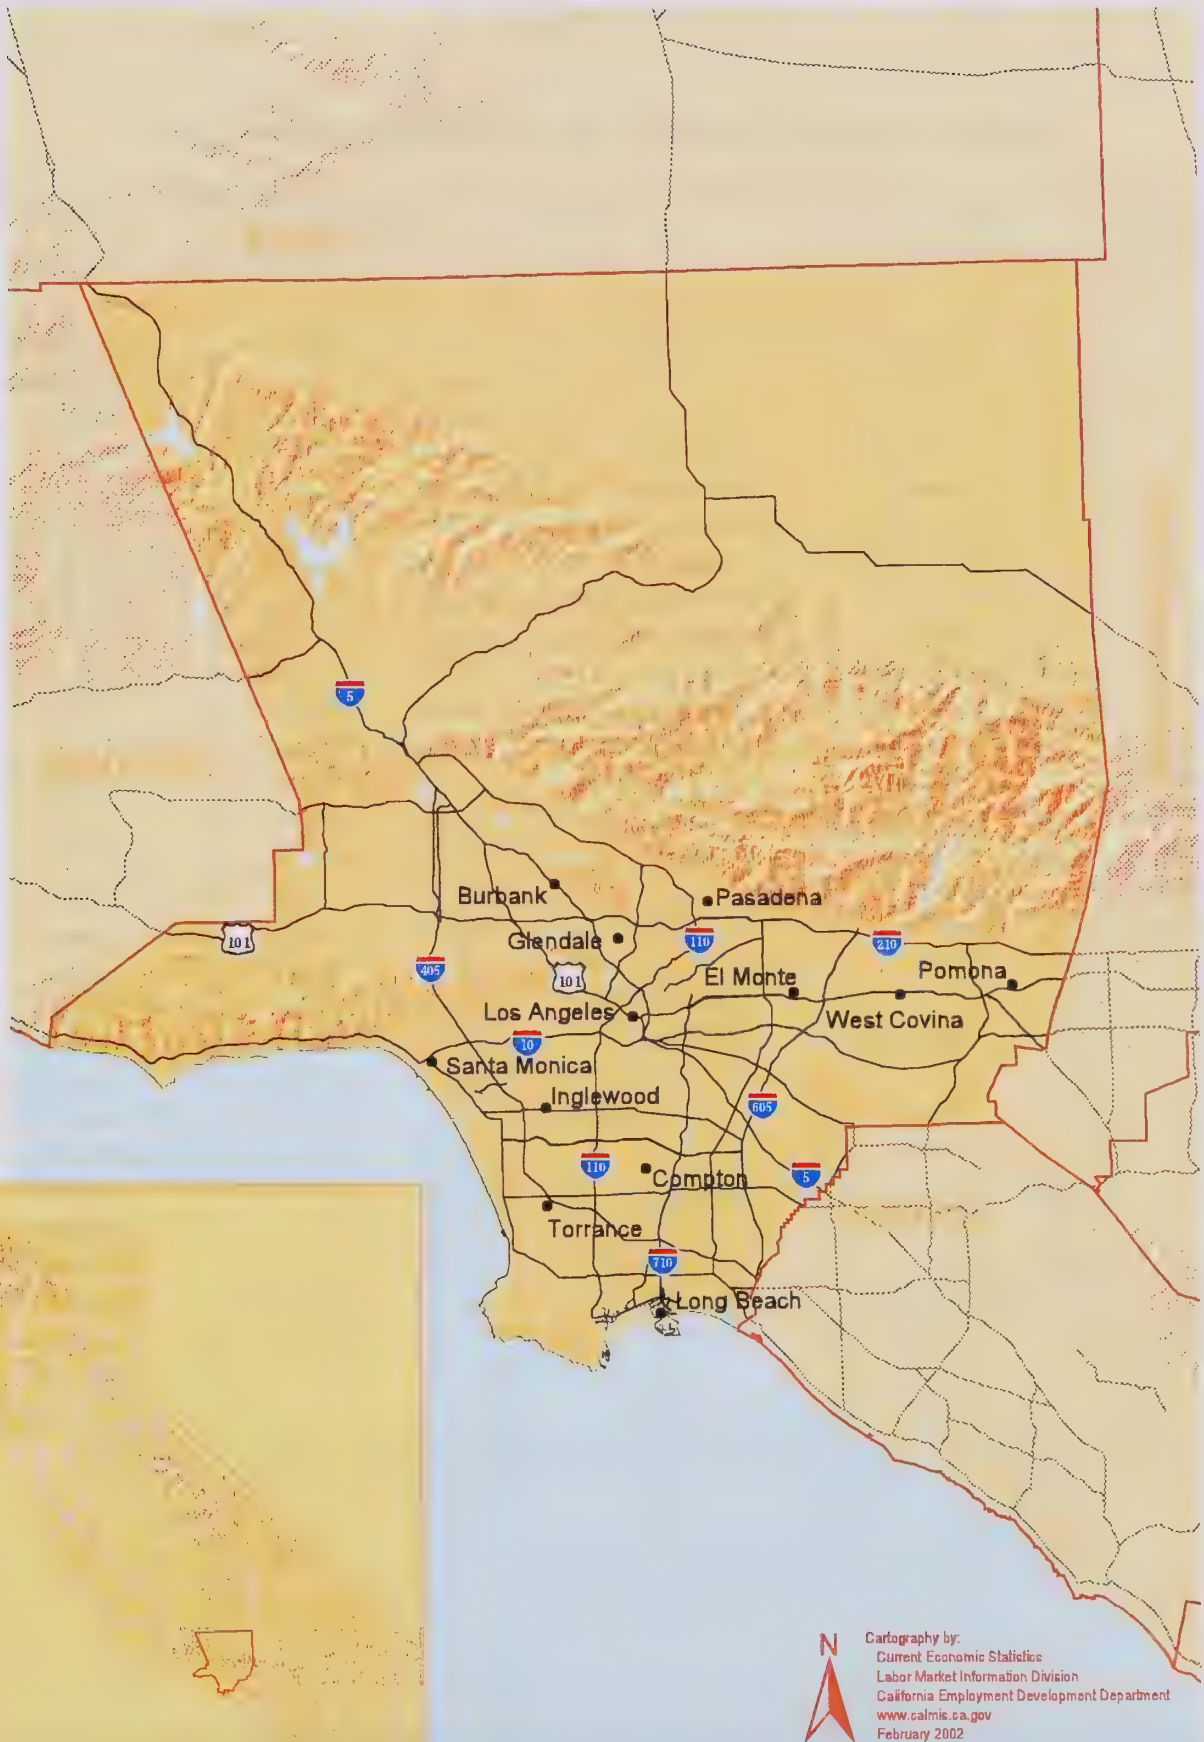 5
Burbank
Pasadena
101
Glendale
110
210
405
101
El Monte
Pomona
Los Angeles
West Covina
10
Santa Monica
Inglewood
605
110
Compton
5
Torrance
710
Long Beach
N
Cartography by:
Current Economic Statistics
Labor Market Information Division
California Employment Development Department
www.calmis.ca.gov
February 2002